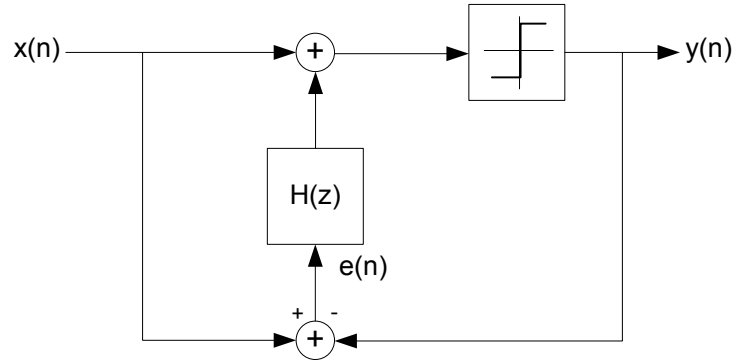 x(n)
+
y(n)
H(z)
e(n)
+ -
+